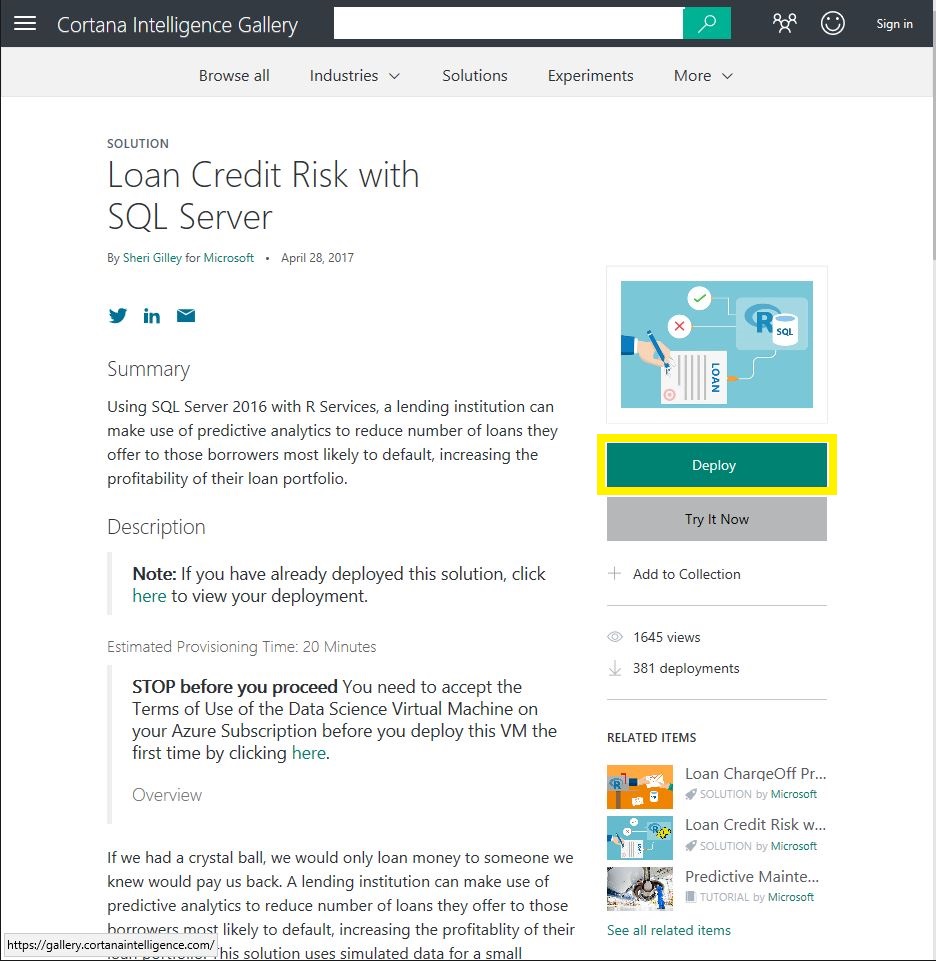 Cortana Intelligence Gallery
Sign in
Browse all Industries Solutions Experiments More
SOLUTION
Loan Credit Risk with
SQL Server
By Sheri Gilley for Microsoft • April 28, 2017
R
SQL
LOAN
Summary
Using SQL Server 2016 with R Services, a lending institution can
make use of predictive analytics to reduce number of loans they
offer to those borrowers most likely to default, increasing the
profitability of their loan portfolio.
Description
Note: If you have already deployed this solution, click
here to view your deployment.
Estimated Provisioning Time: 20 Minutes
STOP before you proceed You need to accept the
Terms of Use of the Data Science Virtual Machine on
your Azure Subscription before you deploy this VM the
first time by clicking here.
Overview
If we had a crystal ball, we would only loan money to someone we
knew would pay us back. A lending institution can make use of
predictive analytics to reduce number of loans they offer to those
borrowers most likely to default, increasing the profitablity of their
loan portfolio. This solution uses simulated data for a small
https://gallery.cortanaintelligence.com/
Deploy
Try It Now
Add to Collection
1645 views
381 deployments
RELATED ITEMS
Loan ChargeOff Pr...
SOLUTION by Microsoft
Loan Credit Risk w...
SOLUTION by Microsoft
Predictive Mainte...
TUTORIAL by Microsoft
See all related items